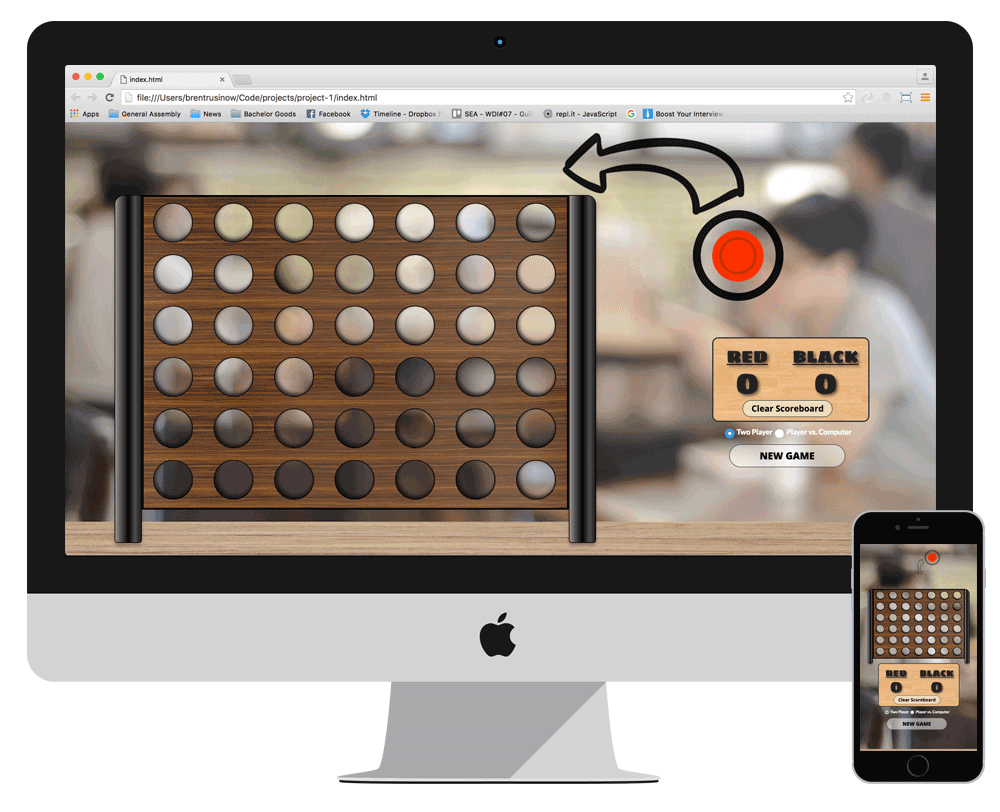 index.html
file:///Users/brentrusinow/Code/projects/project-1/index.html
Apps General Assembly News Bachelor Goods Facebook Timeline - Dropbox SEA - WDI#07 - Gui repl.it - JavaScript Boost Your Interview
RED BLACK
0 0
Clear Scoreboard
Two Player Player vs. Computer
NEW GAME
RED BLACK
0 0
Clear Scoreboard
Two Player Player vs. Computer
NEW GAME